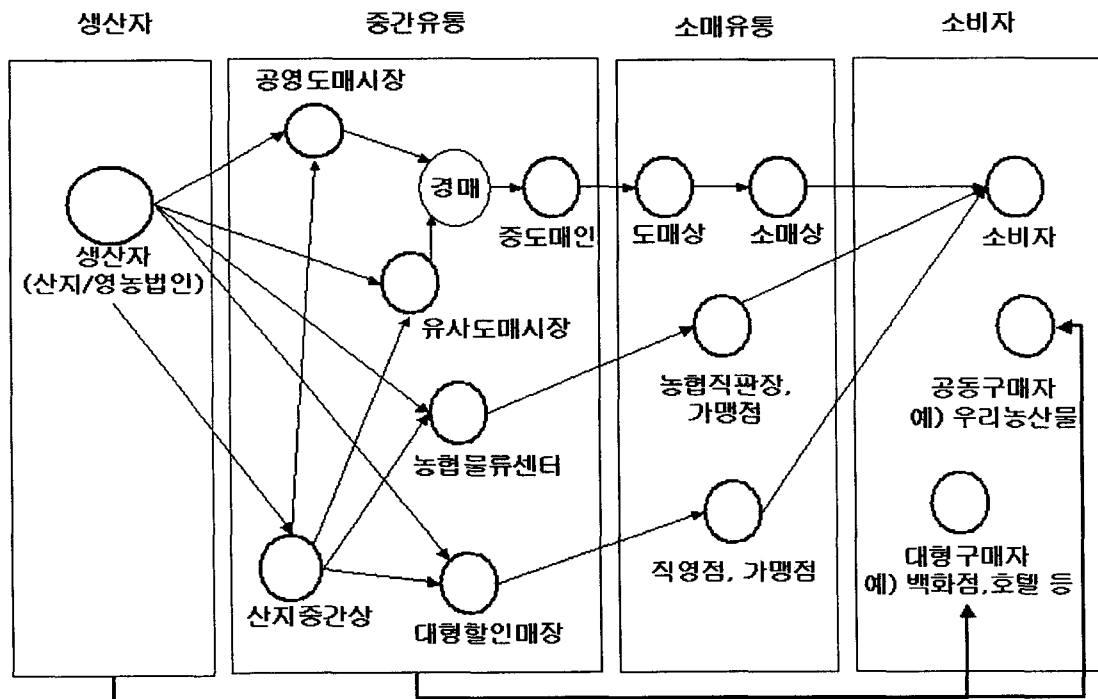 생산자
중간유통
소매유통
소비자
공영도매시장
경매
중도매인
도매상
소매상
소비자
생산자
(산지/영농법인)
유사도매시장
농협직판장,
가맹점
공동구매자
예) 우리농산물
농협물류센터
산지중간상
대형할인매장
직영점, 가맹점
대형구매자
예) 백화점,호텔 등